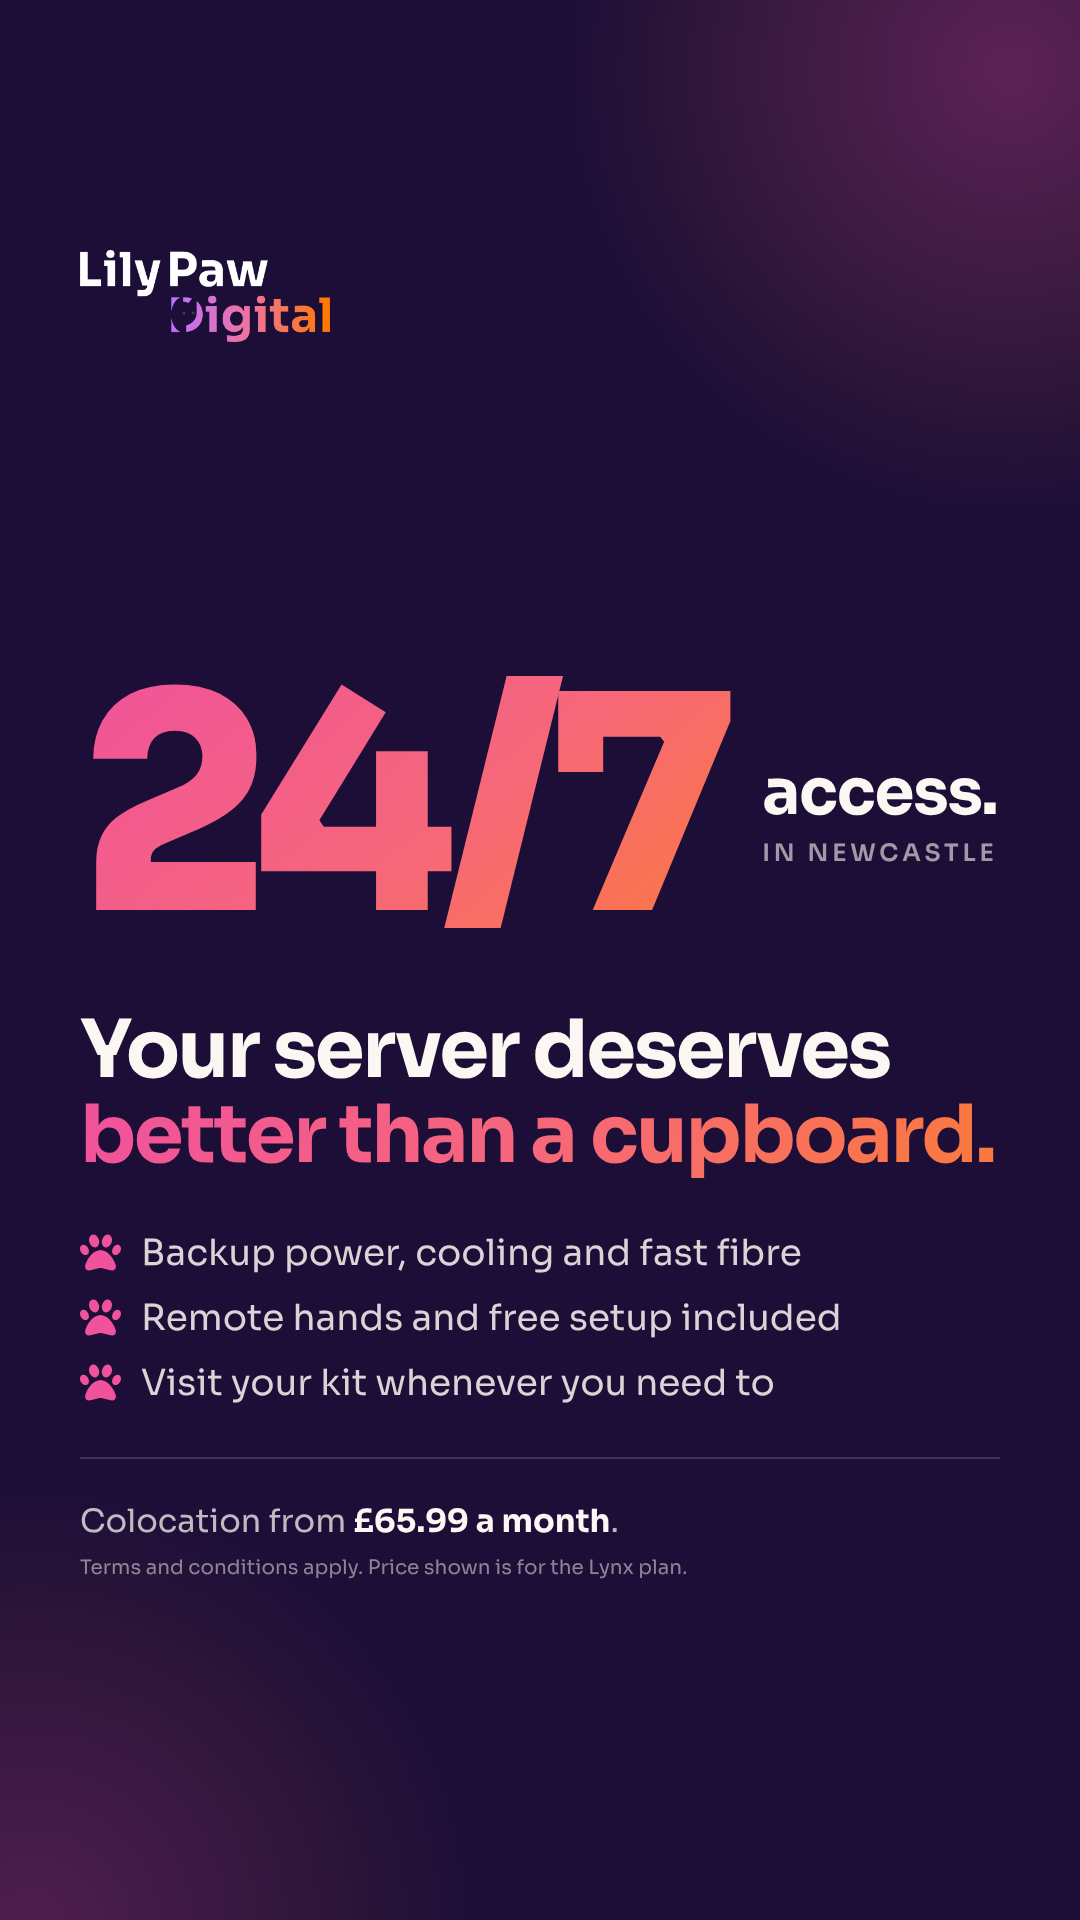 Lily Paw
Digital
24/7
access.
IN NEWCASTLE
Your server deserves
better than a cupboard.
Backup power, cooling and fast fibre
Remote hands and free setup included
Visit your kit whenever you need to
Colocation from £65.99 a month.
Terms and conditions apply. Price shown is for the Lynx plan.